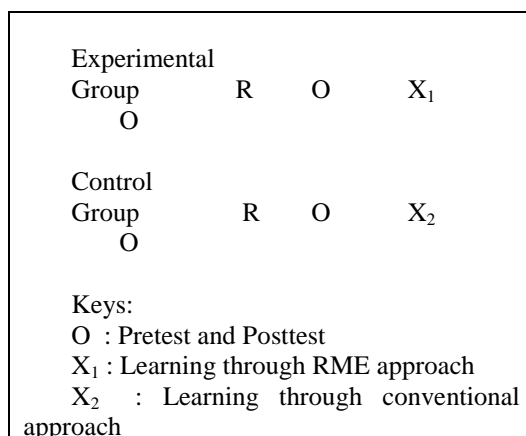 Experimental
Group R O X₁
O
Control
Group R O X₂
O
Keys:
O : Pretest and Posttest
X₁ : Learning through RME approach
X₂ : Learning through conventional
approach